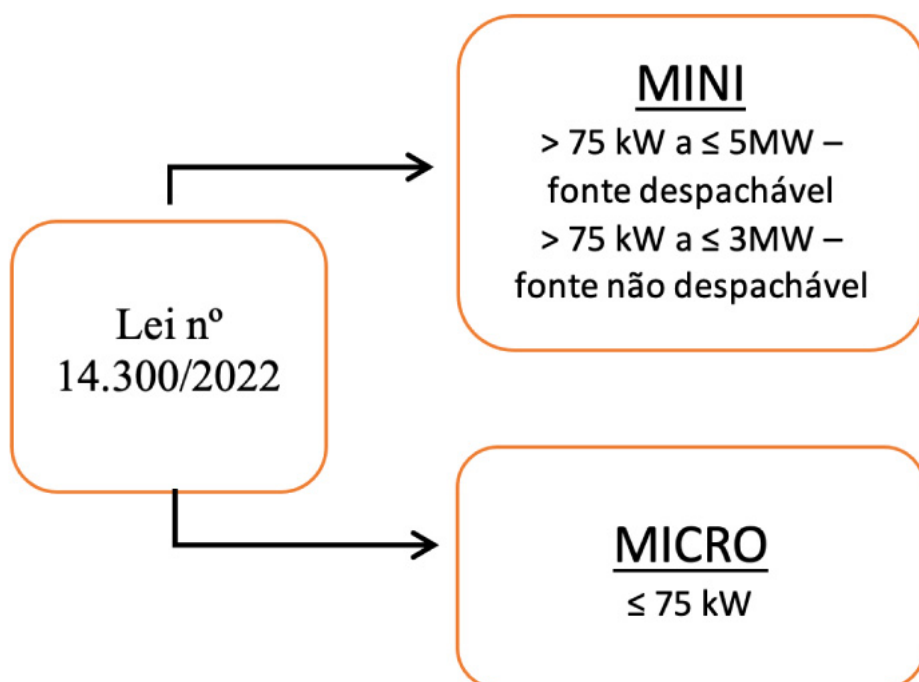 MINI
> 75 kW a ≤ 5MW –
fonte despachável
> 75 kW a ≤ 3MW –
fonte não despachável
Lei nº
14.300/2022
MICRO
≤ 75 kW